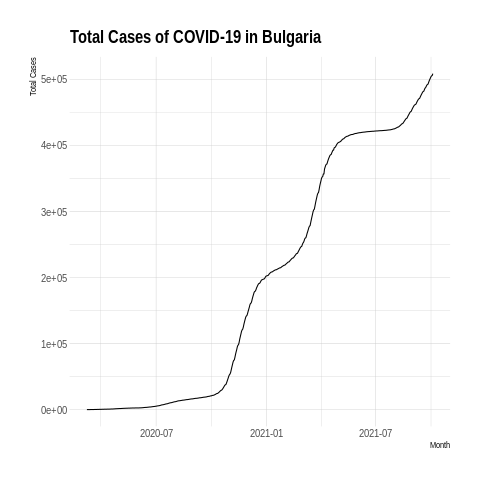 Total Cases of COVID-19 in Bulgaria
Total Cases
5e+05
4e+05
3e+05
2e+05
1e+05
0e+00
2020-07 2021-01 2021-07
Month